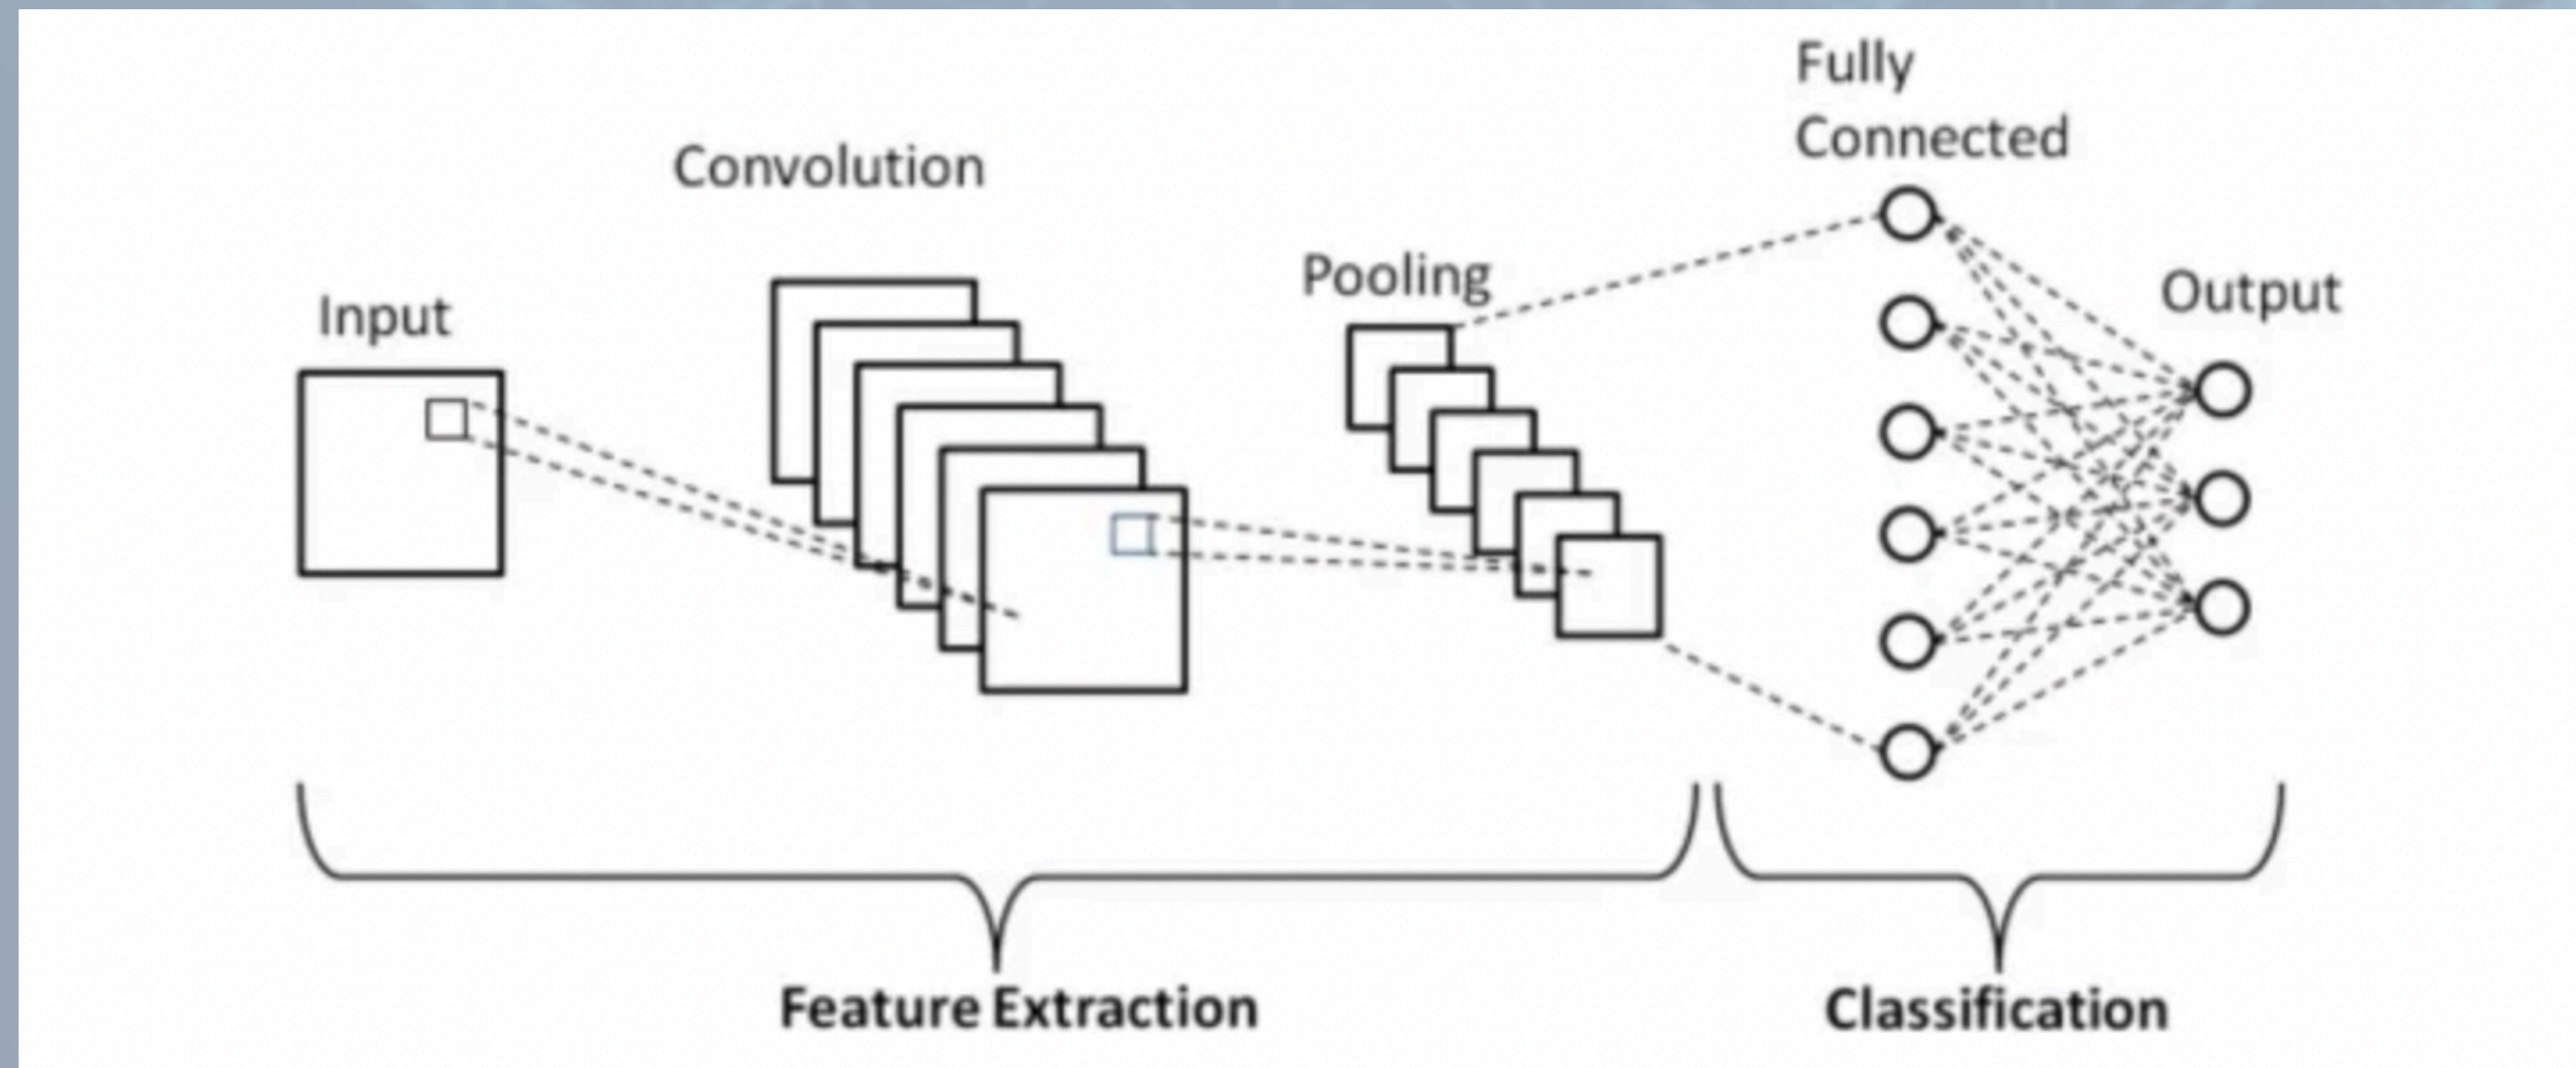 Input
Convolution
Pooling
Fully
Connected
Output
Feature Extraction
Classification